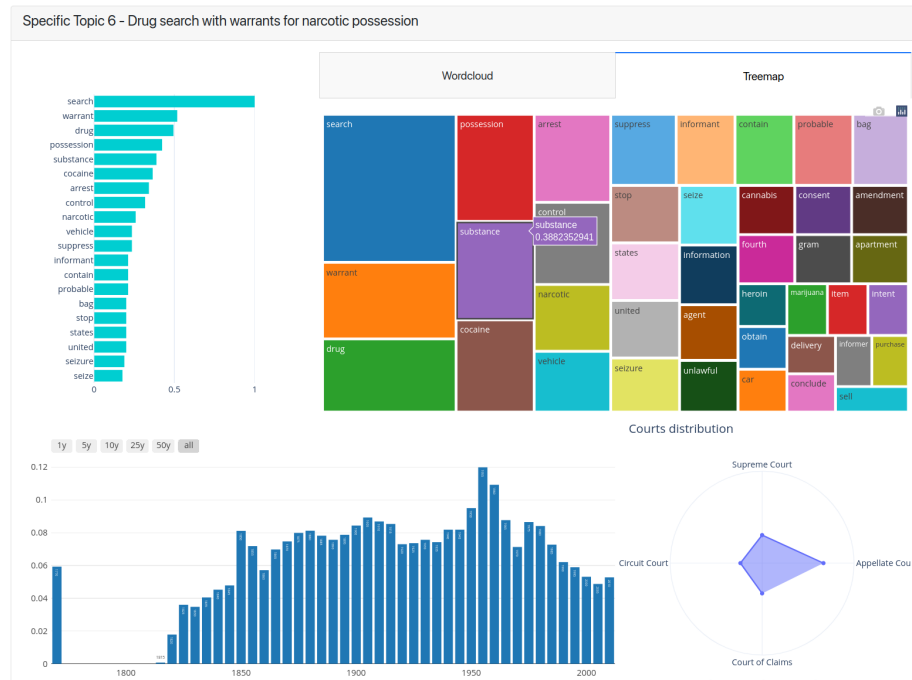 Specific Topic 6 - Drug search with warrants for narcotic possession
Wordcloud
Treemap
search
warrant
drug
possession
substance
cocaine
arrest
control
narcotic
vehicle
suppress
informant
contain
probable
bag
stop
states
united
seizure
seize
0 0.5 1
search
possession
arrest
suppress
informant
contain
probable
bag
stop
seize
cannabis
consent
amendment
control
substance
substance
0.3882352941
states
information
fourth
gram
apartment
warrant
narcotic
united
agent
heroin
marijuana
item
intent
cocaine
obtain
delivery
informer
purchase
drug
vehicle
seizure
unlawful
car
conclude
sell
Courts distribution
1y 5y 10y 25y 50y all
0.12
0.1
0.08
0.06
0.04
0.02
0
1800 1850 1900 1950 2000
Supreme Court
Circuit Court
Appellate Cou
Court of Claims